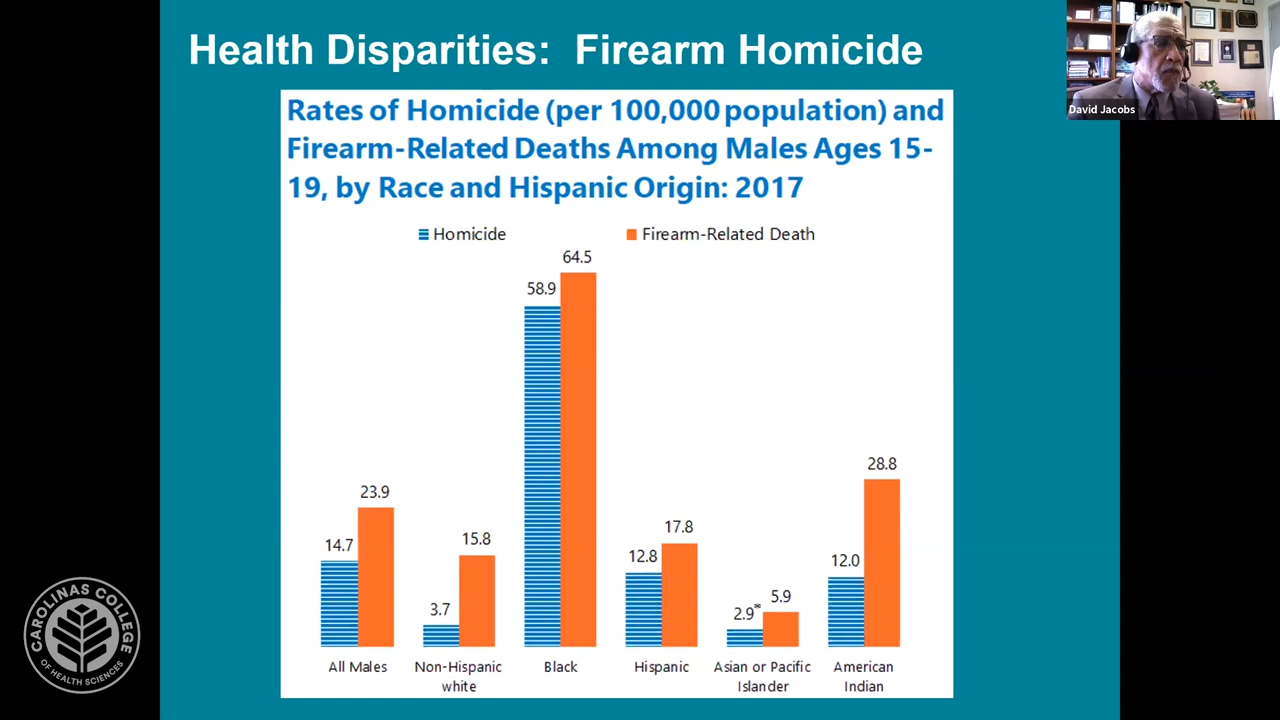 Health Disparities: Firearm Homicide
David Jacobs
Rates of Homicide (per 100,000 population) and
Firearm-Related Deaths Among Males Ages 15-
19, by Race and Hispanic Origin: 2017
Homicide
Firearm-Related Death
14.7
23.9
3.7
15.8
58.9
64.5
12.8
17.8
2.9*
5.9
12.0
28.8
All Males
Non-Hispanic
white
Black
Hispanic
Asian or Pacific
Islander
American
Indian
CAROLINAS COLLEGE
OF HEALTH SCIENCES